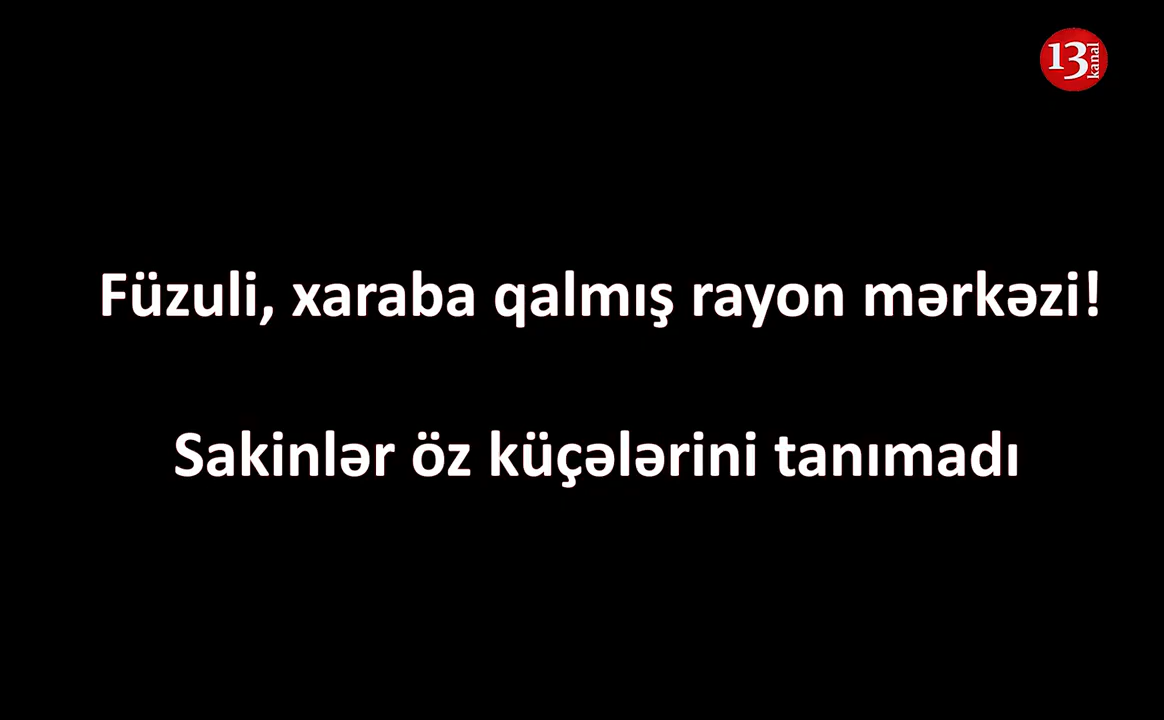 13 kanal
Füzuli, xaraba qalmış rayon mərkəzi!
Sakinlər öz küçələrini tanımadı